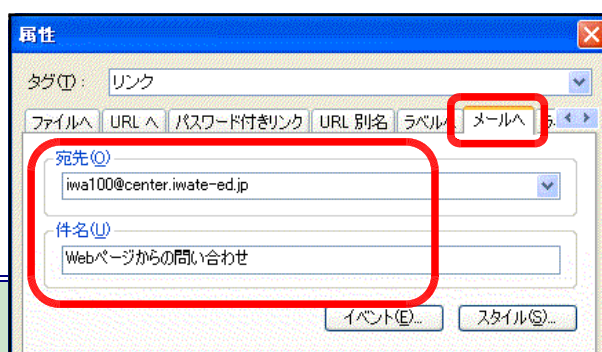 属性
タグ(T): リンク
ファイルへ URL へ パスワード付きリンク URL 別名 ラベルへ メールへ
宛先(O)
iwa100@center.iwate-ed.jp
件名(U)
Webページからの問い合わせ
イベント(E)... スタイル(S)...